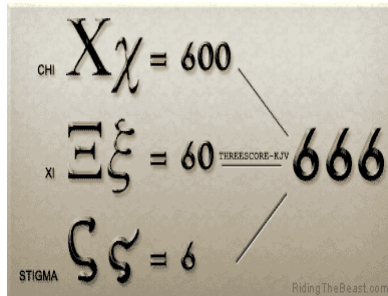 CHI Χχ = 600
XI Ξξ = 60 THREESCORE-KJV 666
STIGMA Ϛϛ = 6
RidingTheBeast.com